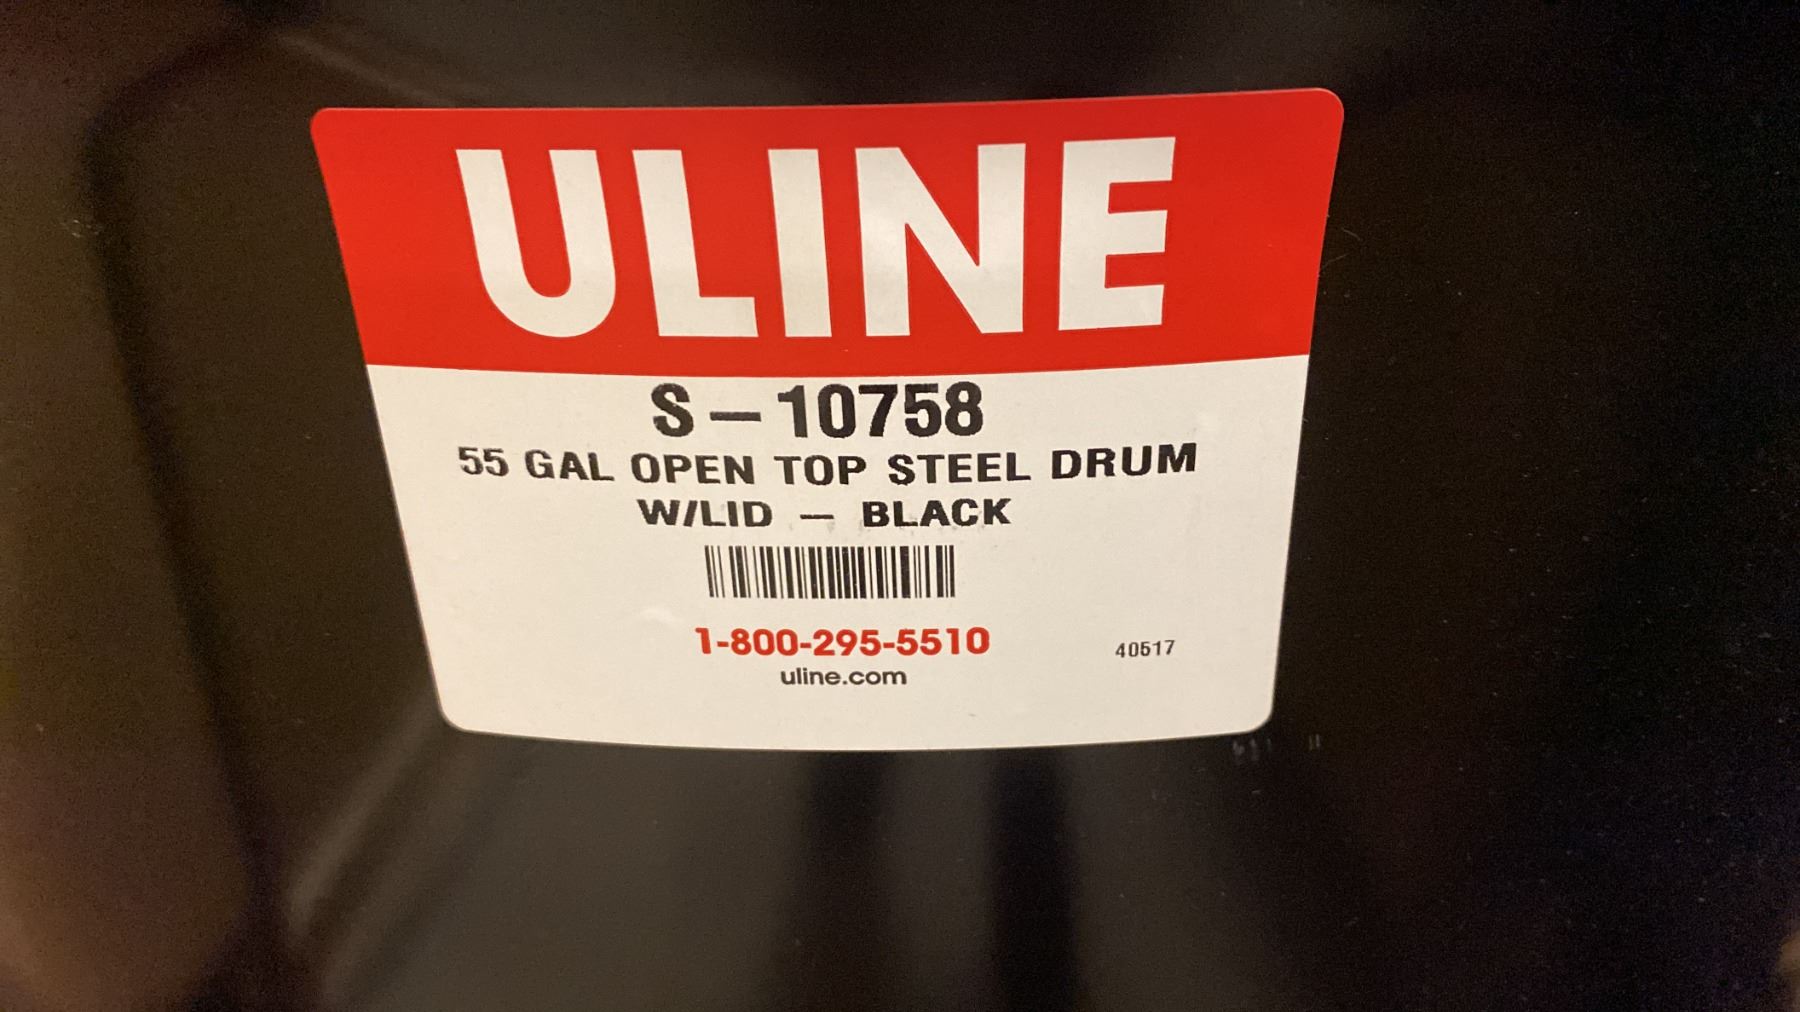 ULINE
S-10758
55 GAL OPEN TOP STEEL DRUM
W/LID - BLACK
1-800-295-5510
40517
uline.com